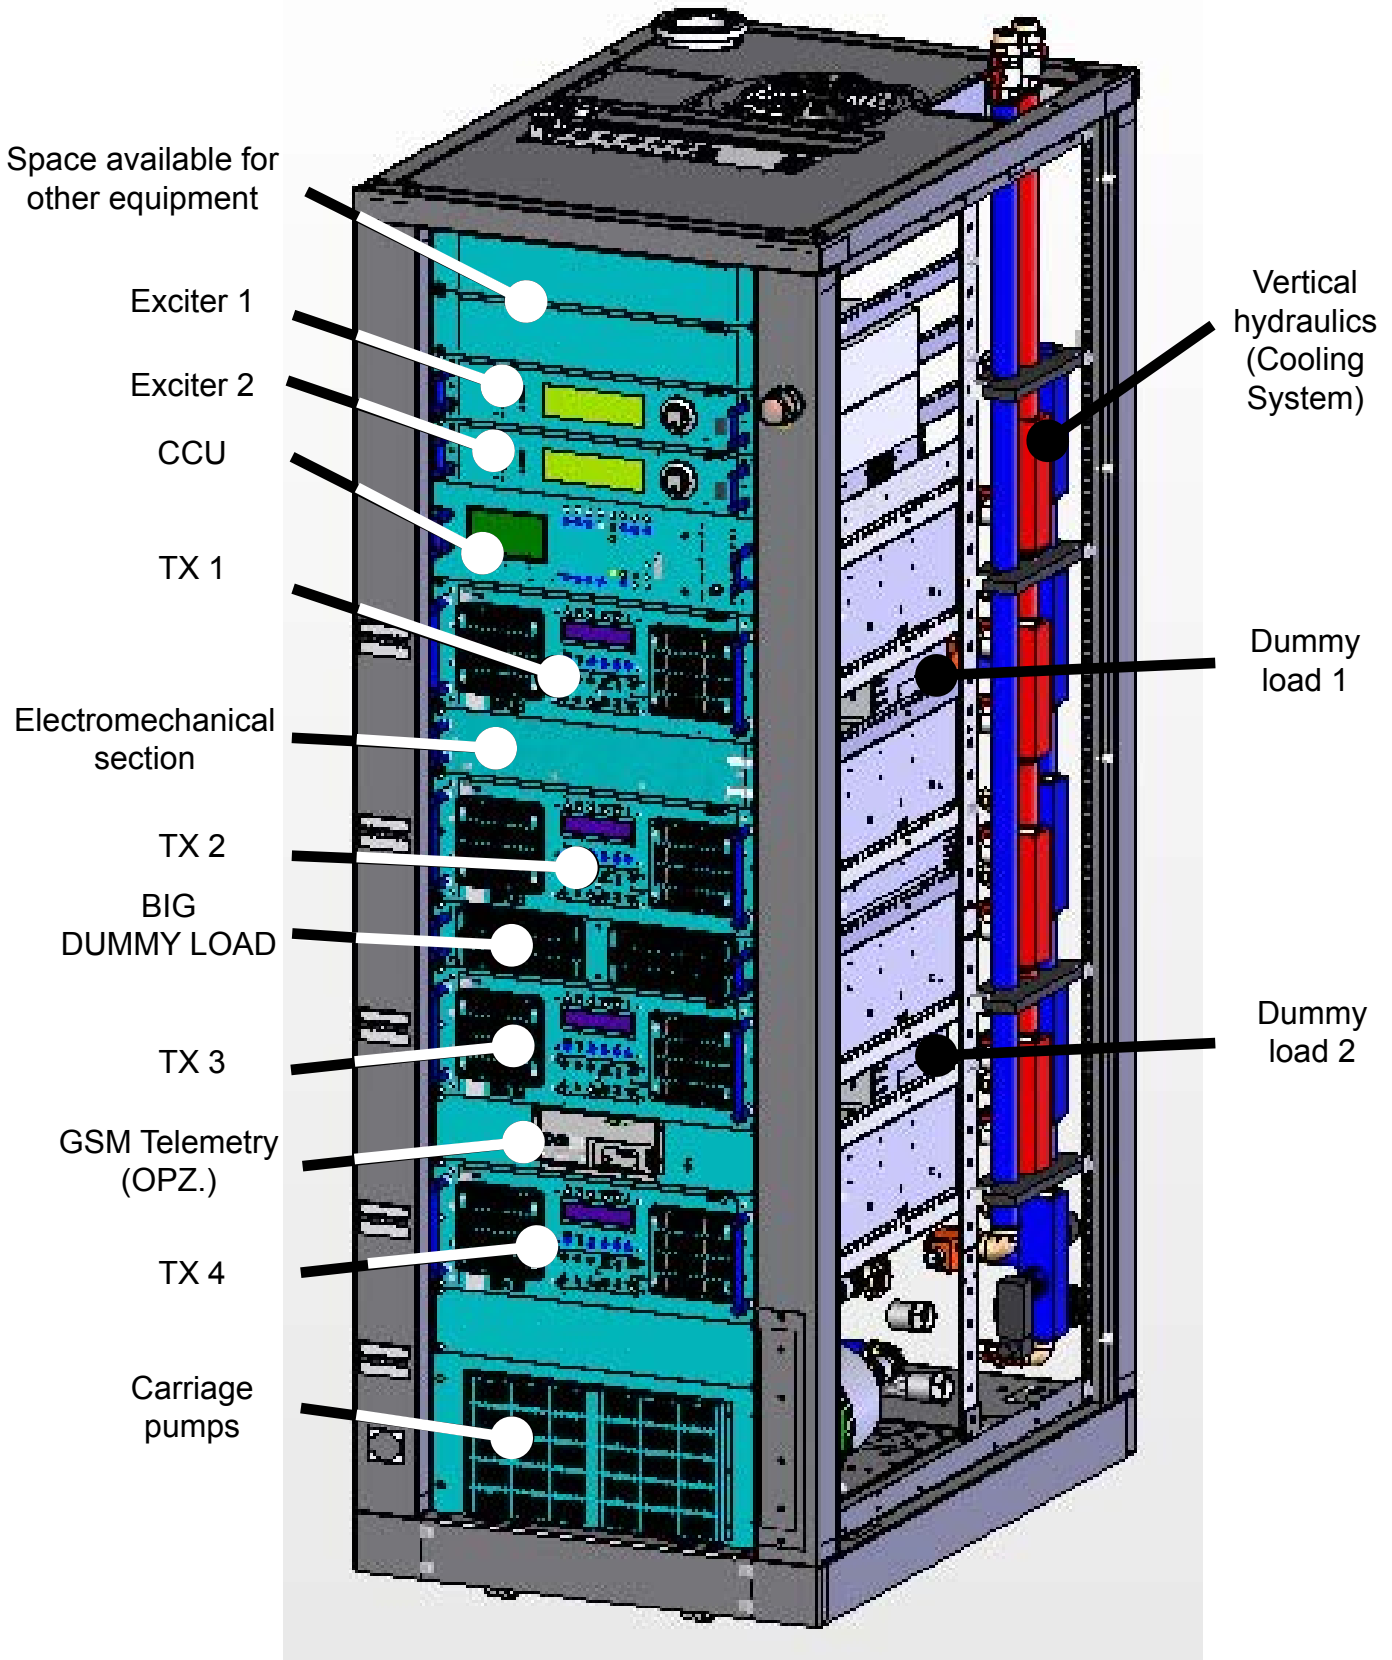 Space available for
other equipment
Exciter 1
Exciter 2
CCU
TX 1
Electromechanical
section
TX 2
BIG
DUMMY LOAD
TX 3
GSM Telemetry
(OPZ.)
TX 4
Carriage
pumps
Vertical
hydraulics
(Cooling
System)
Dummy
load 1
Dummy
load 2